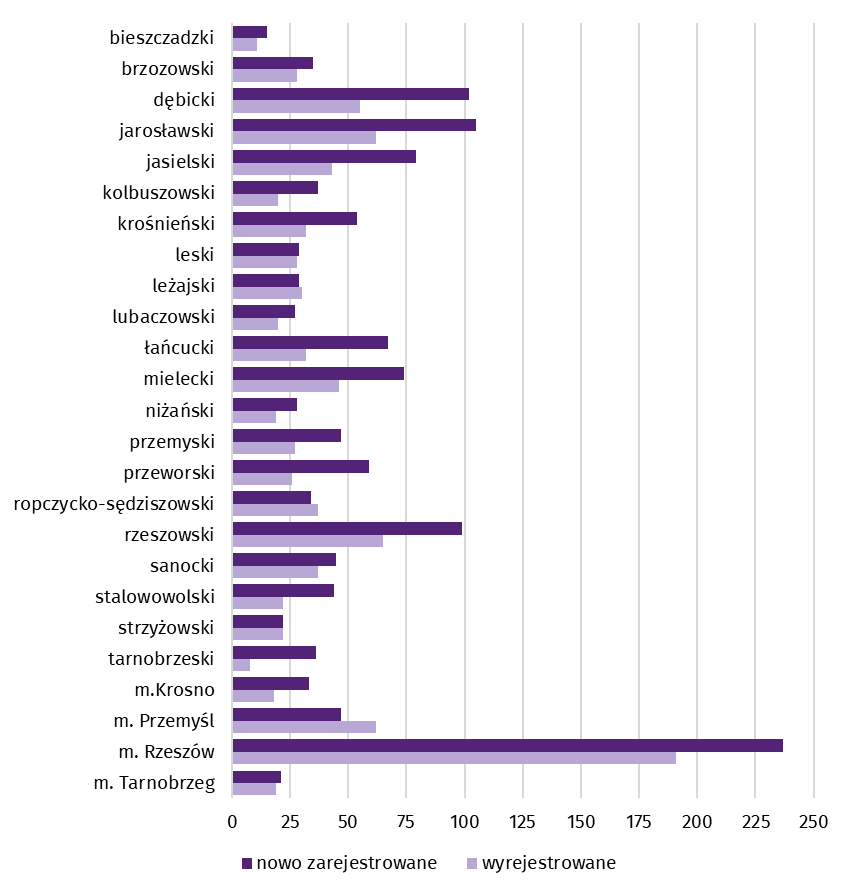 bieszczadzki
brzozowski
dębicki
jarosławski
jasielski
kolbuszowski
krośnieński
leski
leżajski
lubaczowski
łańcucki
mielecki
niżański
przemyski
przeworski
ropczycko-sędziszowski
rzeszowski
sanocki
stalowowolski
strzyżowski
tarnobrzeski
m.Krosno
m. Przemyśl
m. Rzeszów
m. Tarnobrzeg
0 25 50 75 100 125 150 175 200 225 250
nowo zarejestrowane wyrejestrowane